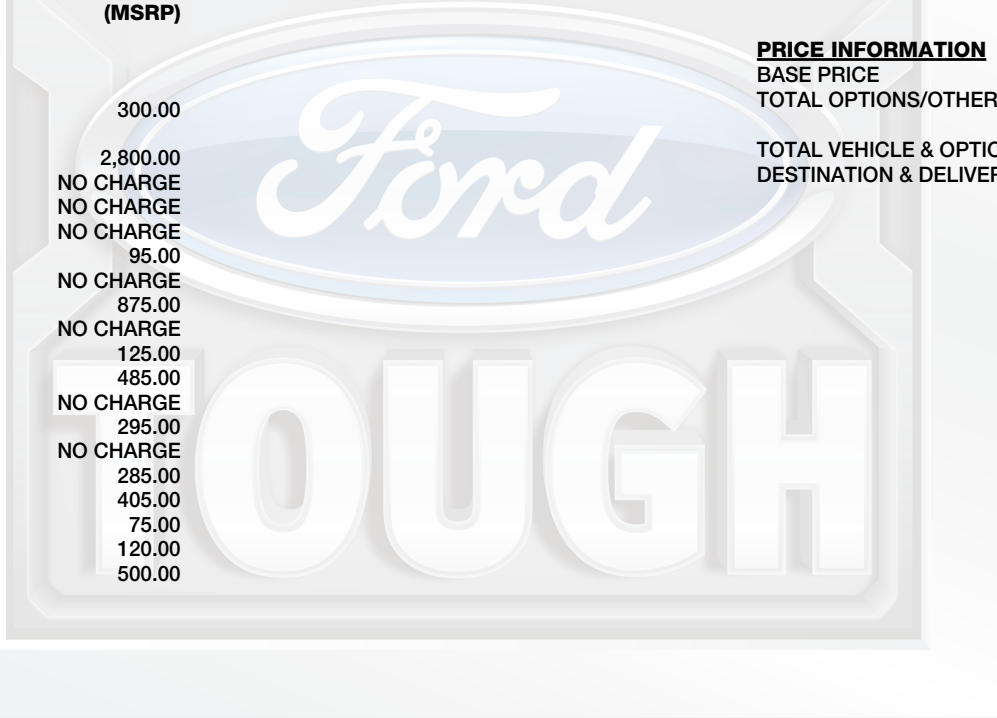 (MSRP)
300.00
2,800.00
NO CHARGE
NO CHARGE
NO CHARGE
95.00
NO CHARGE
875.00
NO CHARGE
125.00
485.00
NO CHARGE
295.00
NO CHARGE
285.00
405.00
75.00
120.00
500.00
PRICE INFORMATION
BASE PRICE
TOTAL OPTIONS/OTHER
TOTAL VEHICLE & OPTIO
DESTINATION & DELIVER
Ford
TOUGH